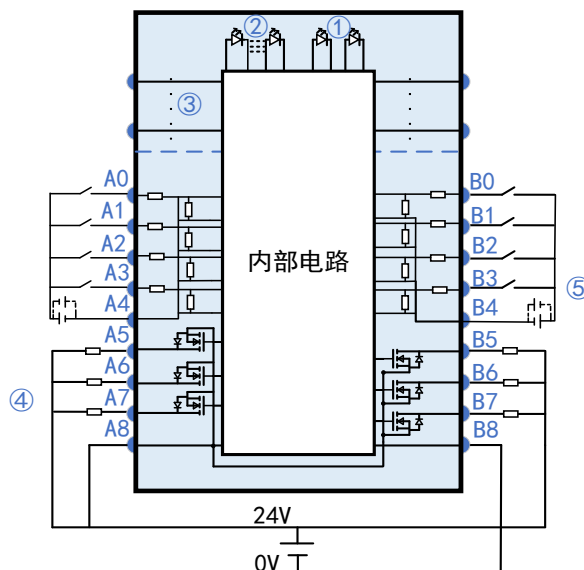 ② ①
③
A0 B0
A1 B1
A2 B2
内部电路
A3 B3
⑤
A4 B4
A5 B5
A6 B6
④
A7 B7
A8 B8
24V
0V